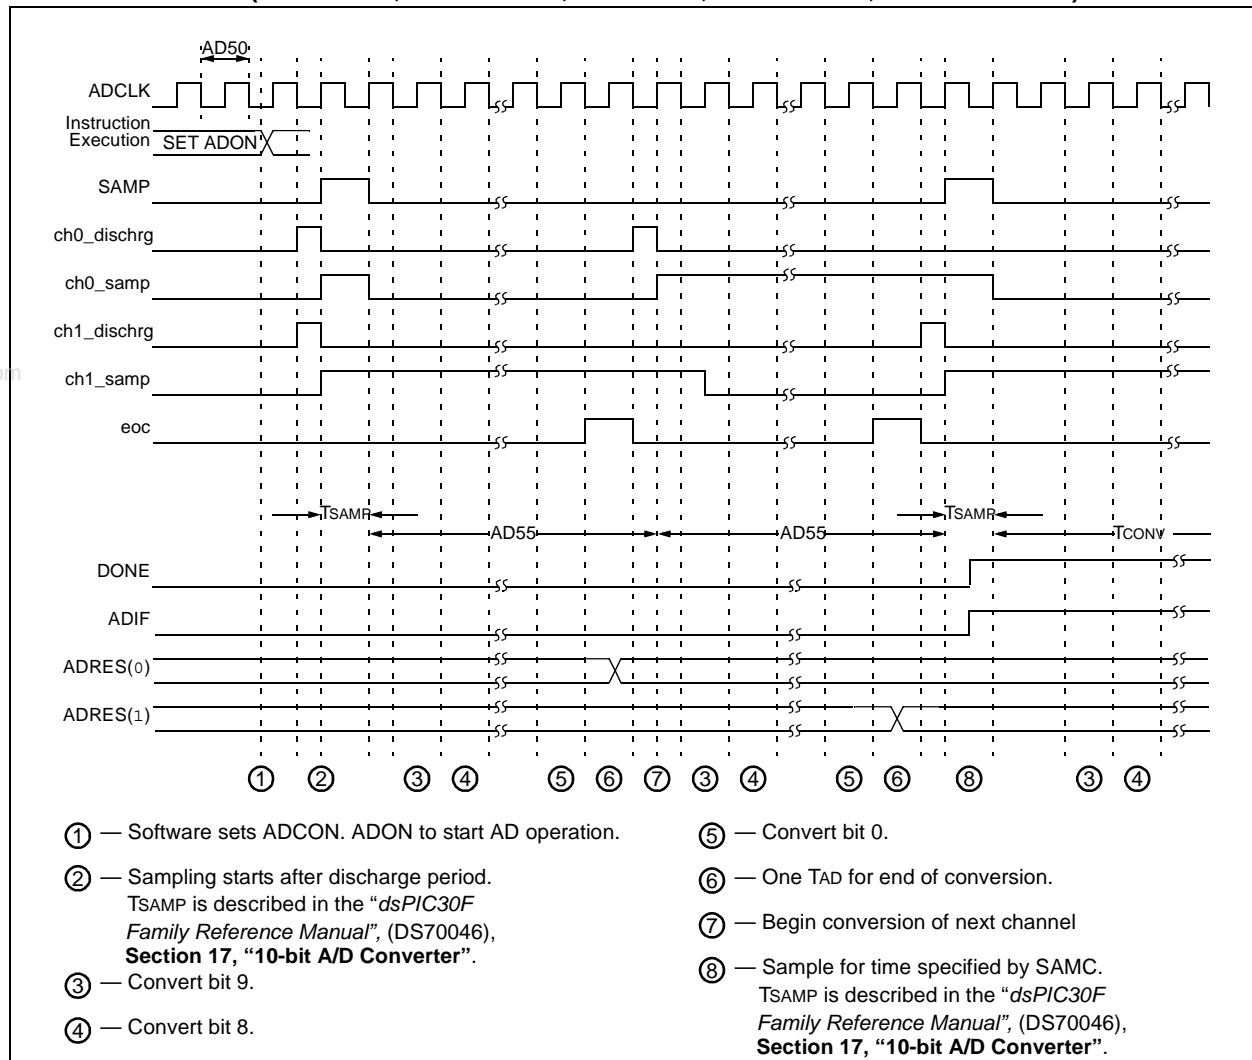 AD50
ADCLK
Instruction
Execution
SET ADON
SAMP
ch0_dischrg
ch0_samp
ch1_dischrg
ch1_samp
eoc
TSAMP
TSAMP
AD55
AD55
TCONV
DONE
ADIF
ADRES(0)
ADRES(1)
1 2 3 4 5 6 7 3 4 5 6 8 3 4
1 — Software sets ADCON. ADON to start AD operation.
2 — Sampling starts after discharge period.
TSAMP is described in the “dsPIC30F
Family Reference Manual”, (DS70046),
Section 17, “10-bit A/D Converter”.
3 — Convert bit 9.
4 — Convert bit 8.
5 — Convert bit 0.
6 — One TAD for end of conversion.
7 — Begin conversion of next channel
8 — Sample for time specified by SAMC.
TSAMP is described in the “dsPIC30F
Family Reference Manual”, (DS70046),
Section 17, “10-bit A/D Converter”.